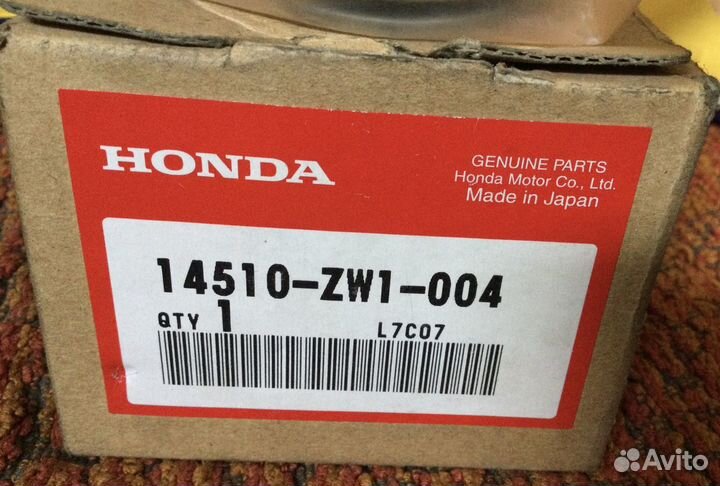 HONDA
GENUINE PARTS
Honda Motor Co., Ltd.
Made in Japan
14510-ZW1-004
QTY 1 L7C07
Avito